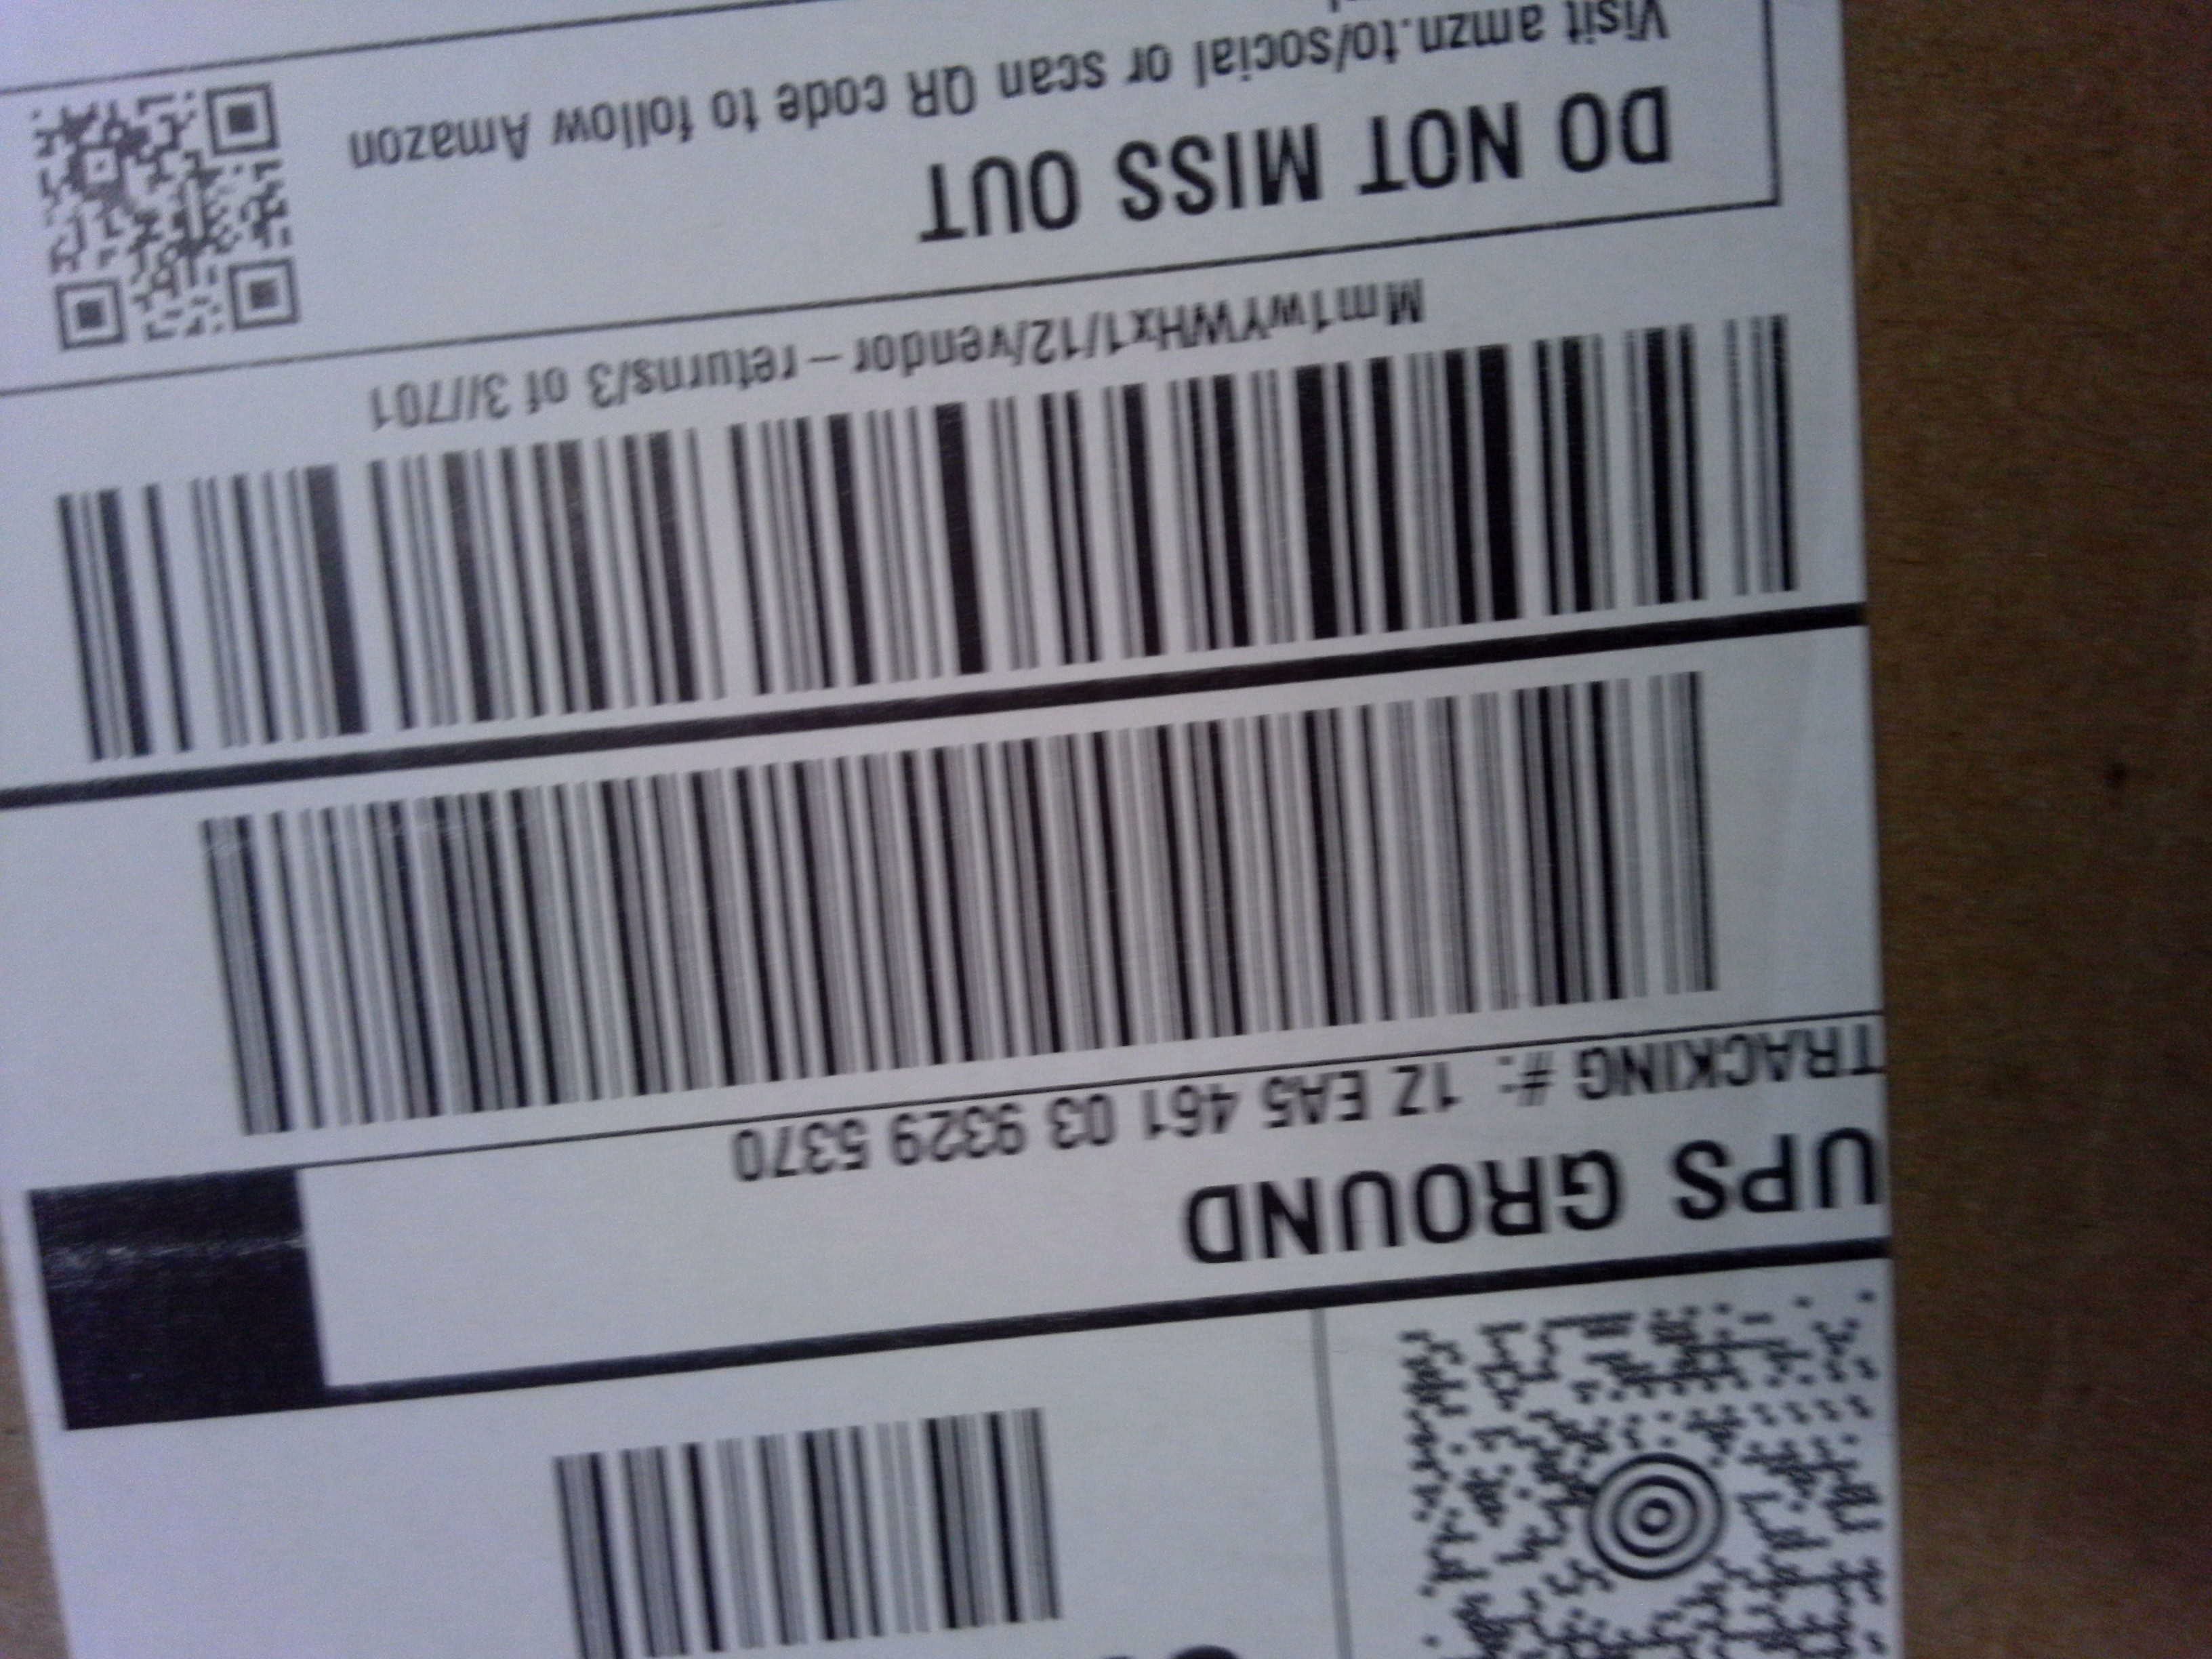 UPS GROUND
TRACKING #: 1Z EA5 461 03 9329 5370
Mm1wYWHx1/12/vendor – returns/3 of 3//701
DO NOT MISS OUT
Visit amzn.to/social or scan QR code to follow Amazon